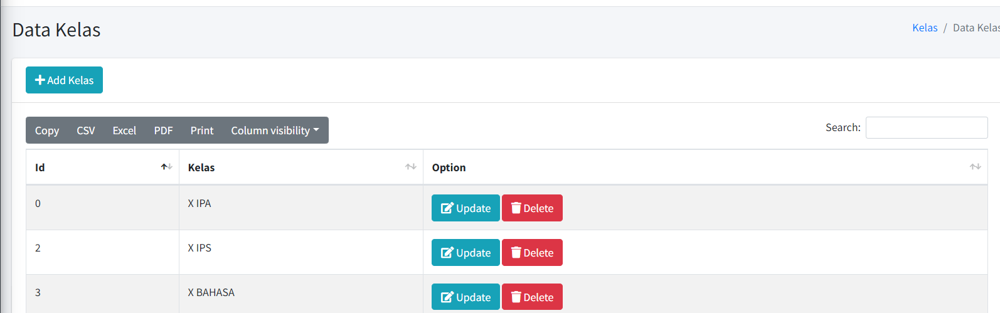 Data Kelas
Kelas / Data Kelas
Add Kelas
Copy CSV Excel PDF Print Column visibility
Search:
Id Kelas Option
0 X IPA Update Delete
2 X IPS Update Delete
3 X BAHASA Update Delete